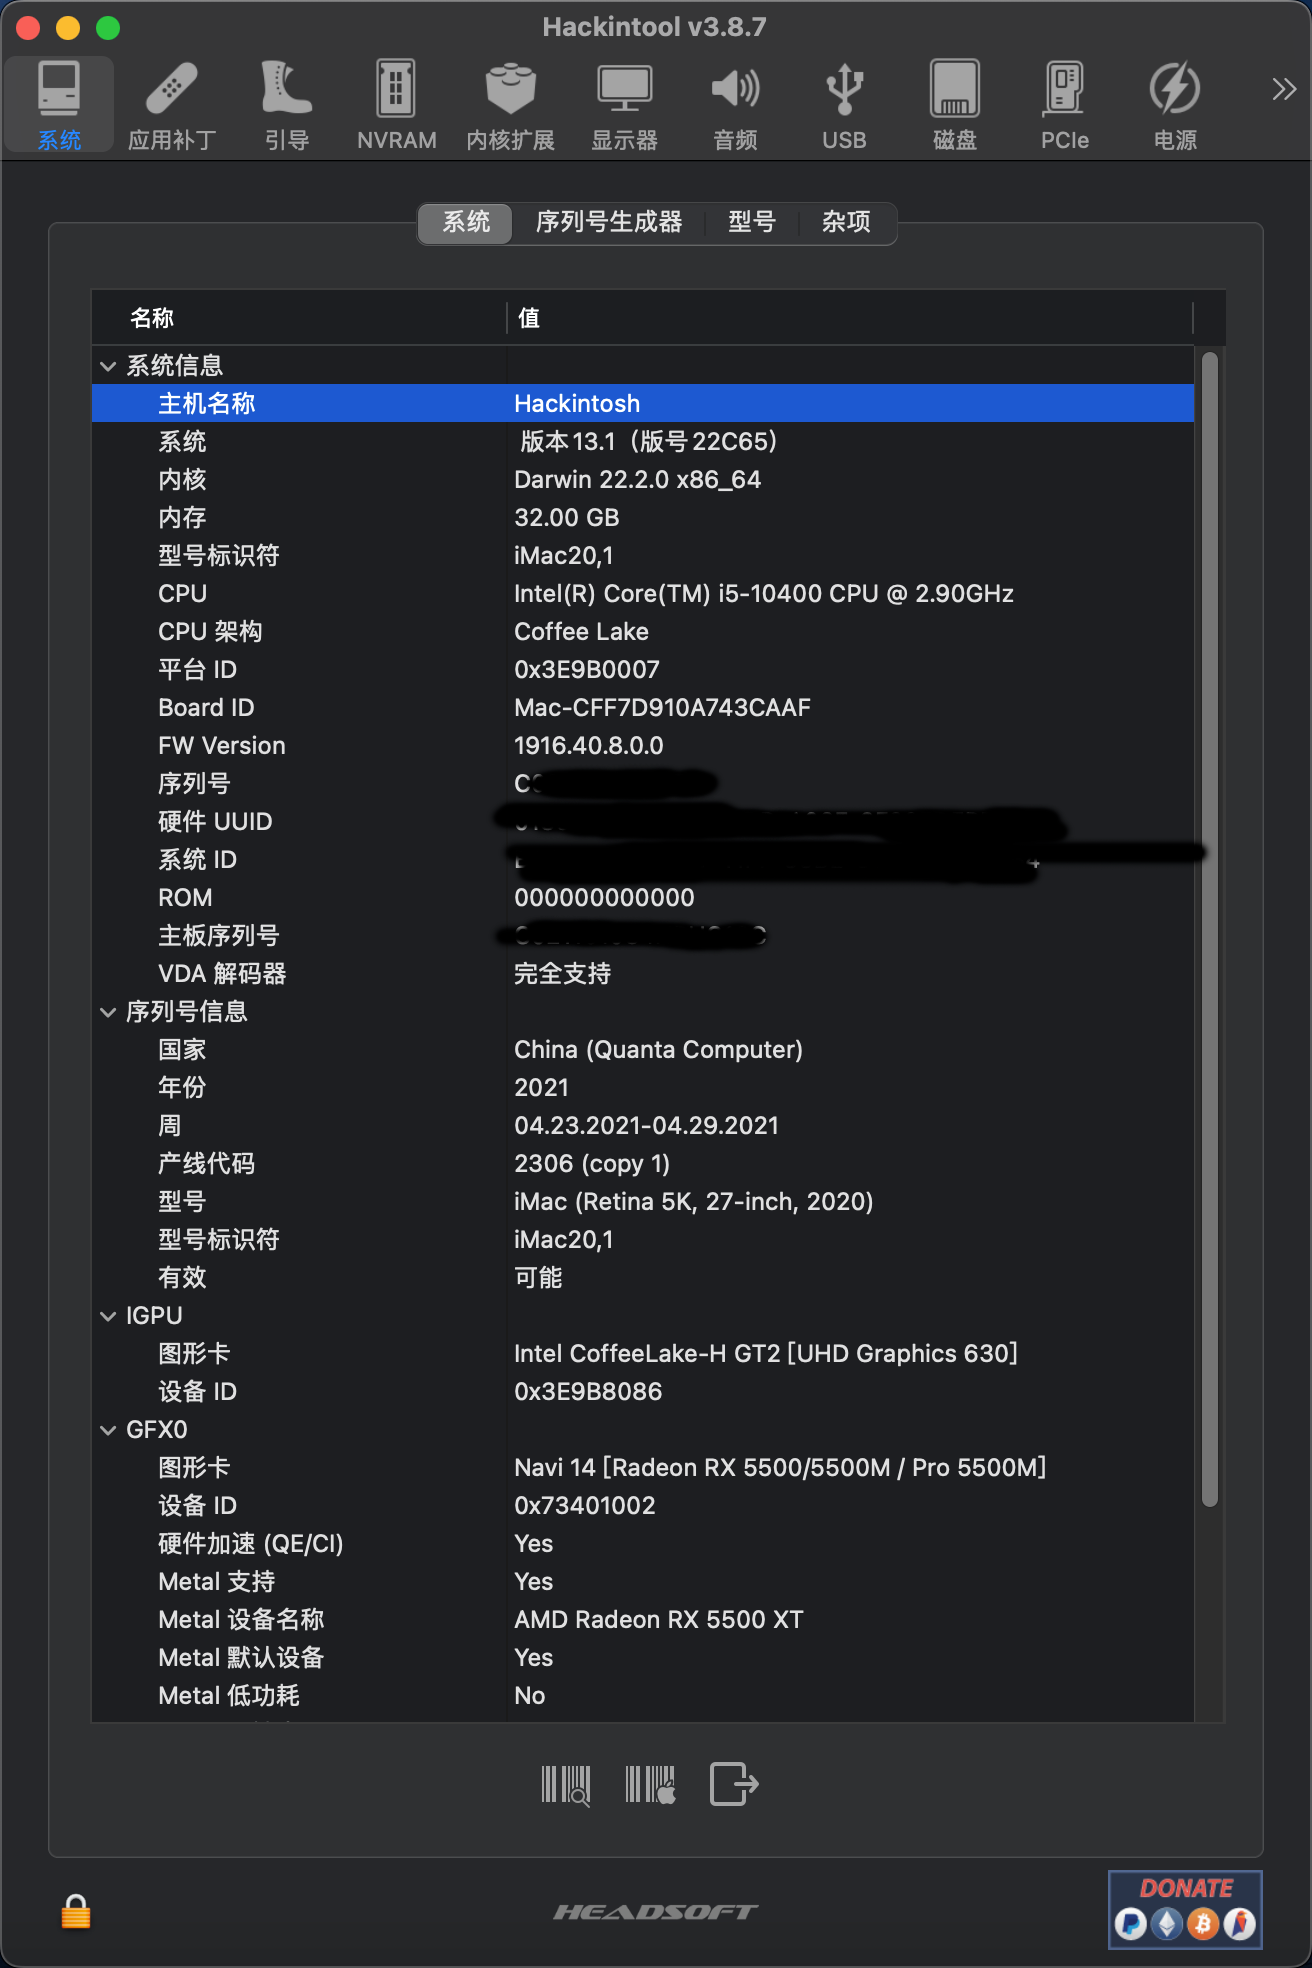 Hackintool v3.8.7
系统 应用补丁 引导 NVRAM 内核扩展 显示器 音频 USB 磁盘 PCIe 电源
系统 序列号生成器 型号 杂项
名称 值
系统信息
主机名称 Hackintosh
系统 版本13.1（版号22C65）
内核 Darwin 22.2.0 x86_64
内存 32.00 GB
型号标识符 iMac20,1
CPU Intel(R) Core(TM) i5-10400 CPU @ 2.90GHz
CPU 架构 Coffee Lake
平台 ID 0x3E9B0007
Board ID Mac-CFF7D910A743CAAF
FW Version 1916.40.8.0.0
序列号
硬件 UUID
系统 ID
ROM 000000000000
主板序列号
VDA 解码器 完全支持
序列号信息
国家 China (Quanta Computer)
年份 2021
周 04.23.2021-04.29.2021
产线代码 2306 (copy 1)
型号 iMac (Retina 5K, 27-inch, 2020)
型号标识符 iMac20,1
有效 可能
IGPU
图形卡 Intel CoffeeLake-H GT2 [UHD Graphics 630]
设备 ID 0x3E9B8086
GFX0
图形卡 Navi 14 [Radeon RX 5500/5500M / Pro 5500M]
设备 ID 0x73401002
硬件加速 (QE/CI) Yes
Metal 支持 Yes
Metal 设备名称 AMD Radeon RX 5500 XT
Metal 默认设备 Yes
Metal 低功耗 No
HEADSOFT
DONATE